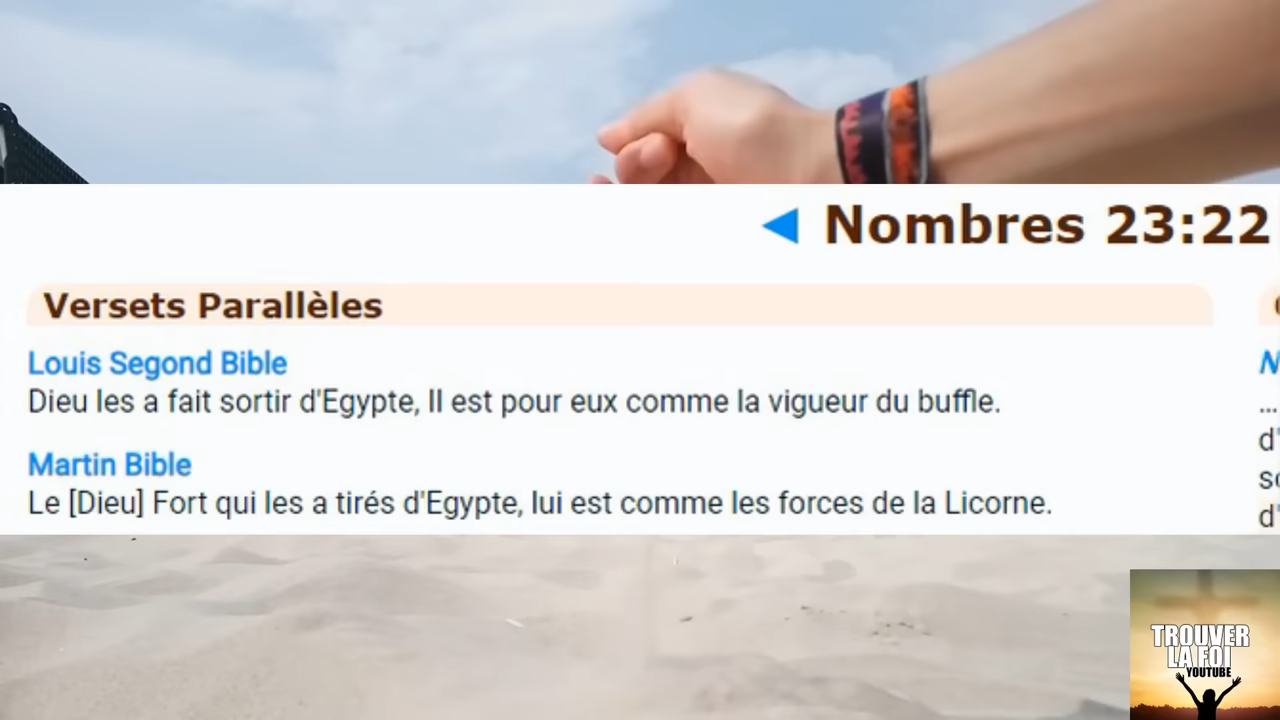 Nombres 23:22
Versets Parallèles
Louis Segond Bible
Dieu les a fait sortir d'Egypte, Il est pour eux comme la vigueur du buffle.
Martin Bible
Le [Dieu] Fort qui les a tirés d'Egypte, lui est comme les forces de la Licorne.
...
d'
d'
TROUVER
LA FOI
YOUTUBE